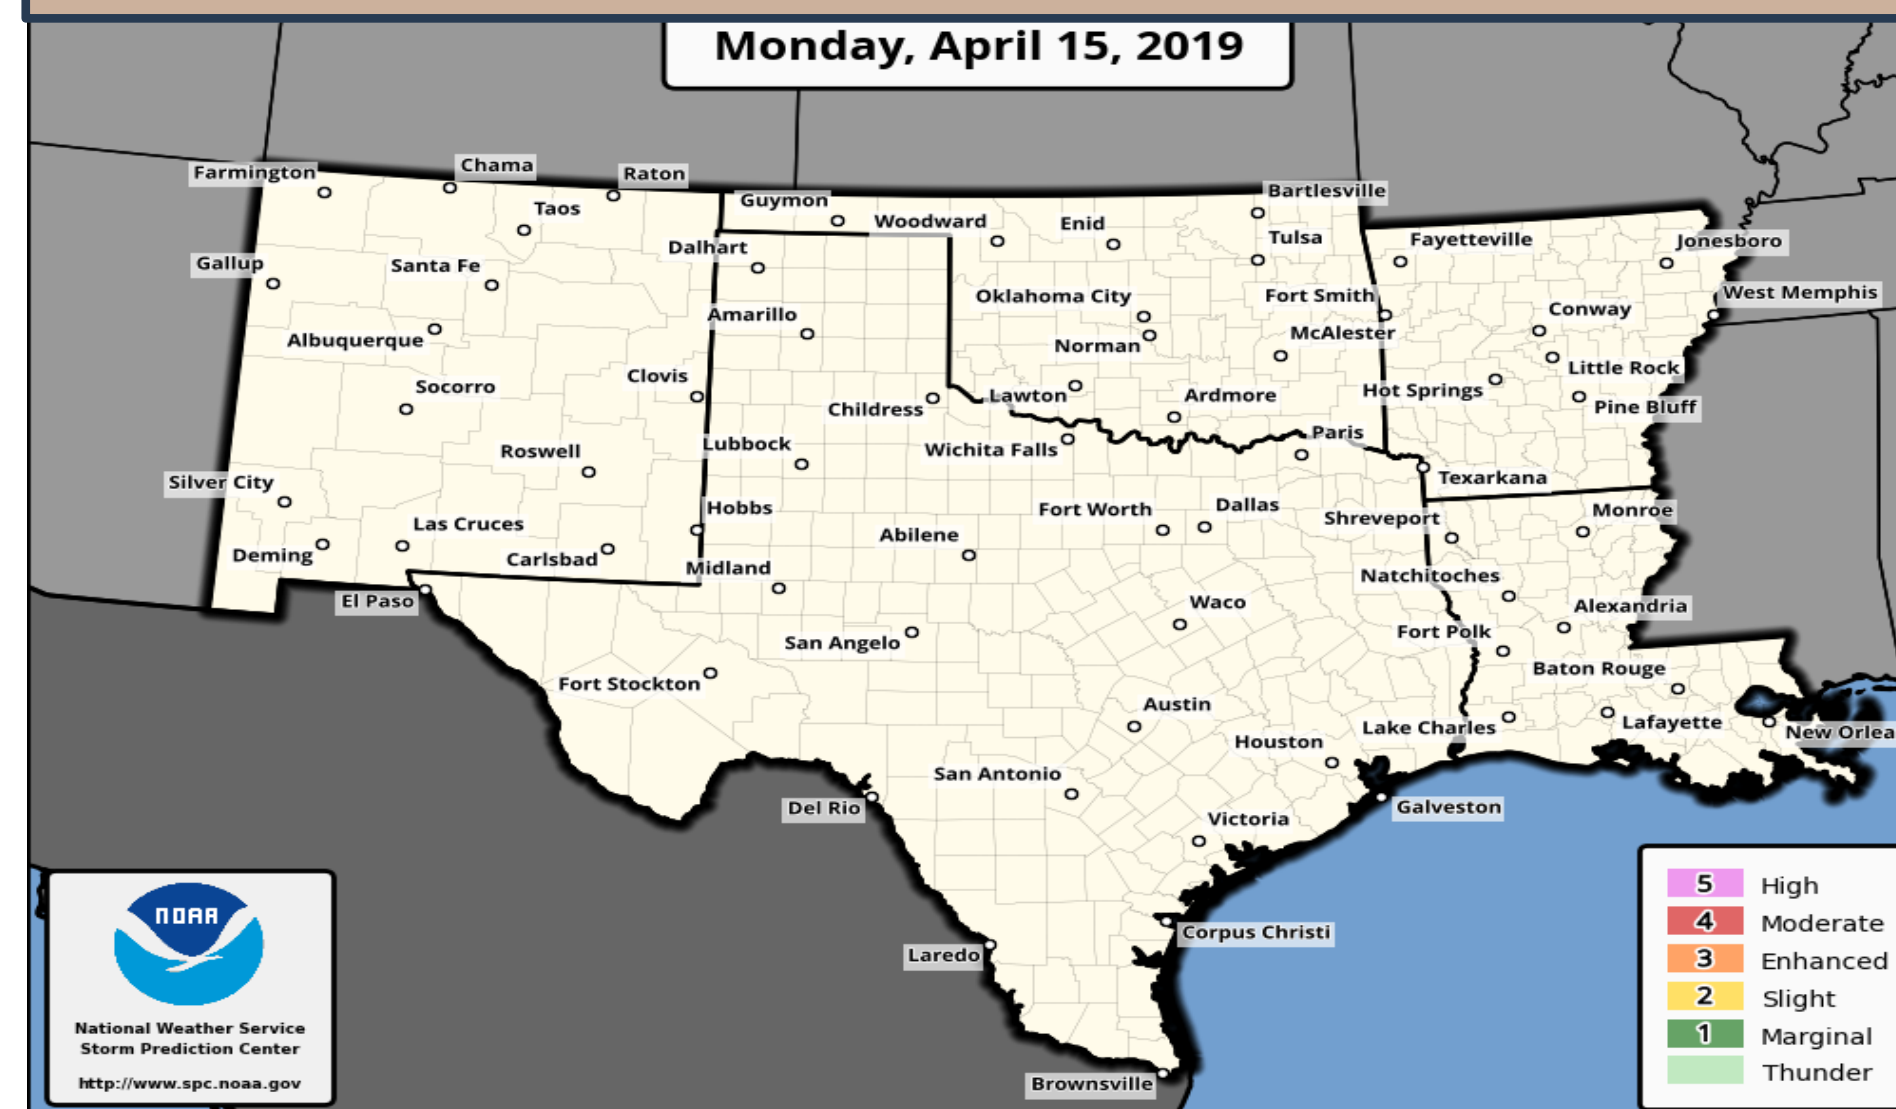 Monday, April 15, 2019
Farmington
Chama
Raton
Taos
Guymon
Woodward
Enid
Bartlesville
Dalhart
Tulsa
Fayetteville
Jonesboro
Gallup
Santa Fe
Oklahoma City
Fort Smith
Conway
West Memphis
Amarillo
Albuquerque
Norman
McAlester
Little Rock
Socorro
Clovis
Childress
Lawton
Ardmore
Hot Springs
Pine Bluff
Roswell
Lubbock
Wichita Falls
Paris
Silver City
Texarkana
Hobbs
Fort Worth
Dallas
Shreveport
Monroe
Las Cruces
Deming
Carlsbad
Abilene
Midland
Natchitoches
El Paso
Waco
Alexandria
San Angelo
Fort Polk
Fort Stockton
Baton Rouge
Austin
Lake Charles
Lafayette
New Orlea
Houston
San Antonio
Del Rio
Galveston
Victoria
Corpus Christi
Laredo
Brownsville
NOAA
National Weather Service
Storm Prediction Center
http://www.spc.noaa.gov
5 High
4 Moderate
3 Enhanced
2 Slight
1 Marginal
Thunder